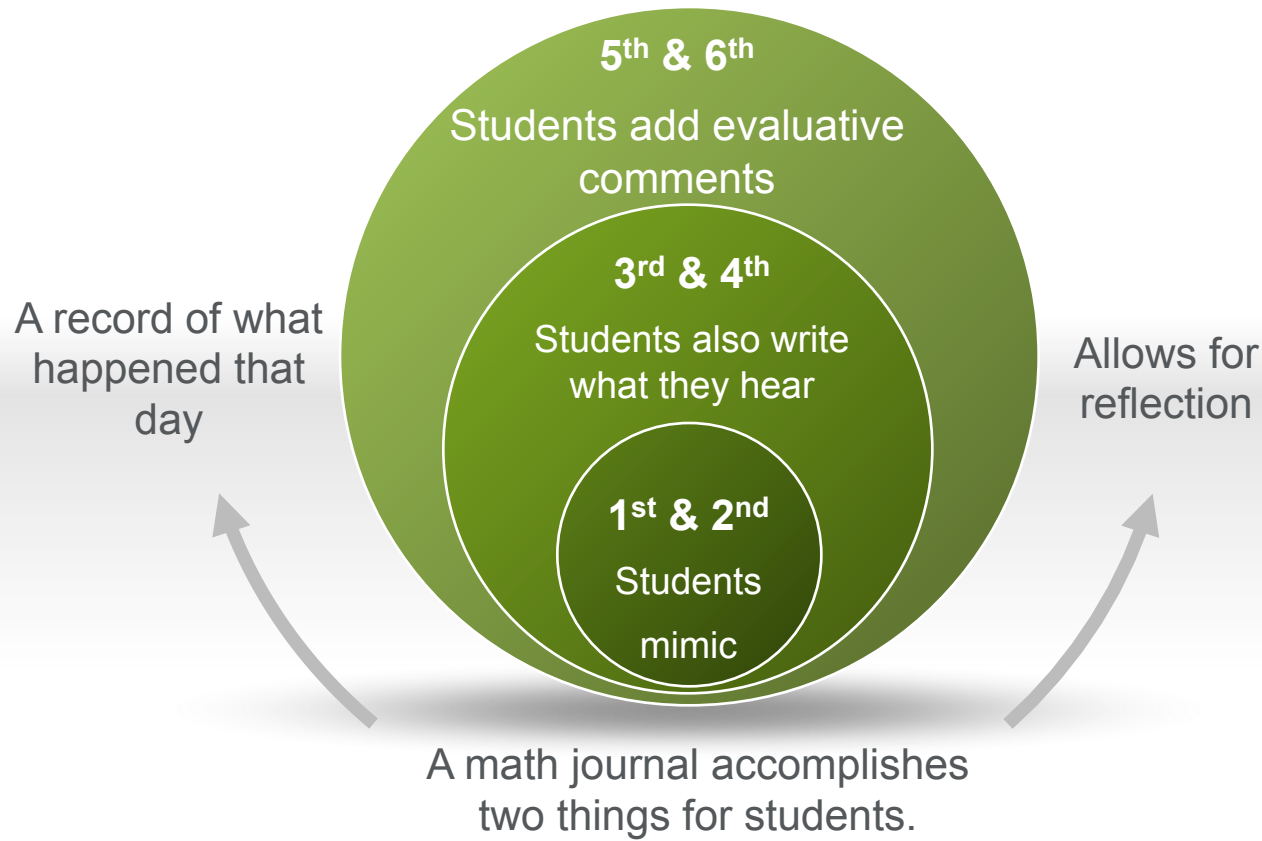 5th & 6th
Students add evaluative
comments
3rd & 4th
Students also write
what they hear
1st & 2nd
Students
mimic
A record of what
happened that
day
Allows for
reflection
A math journal accomplishes
two things for students.